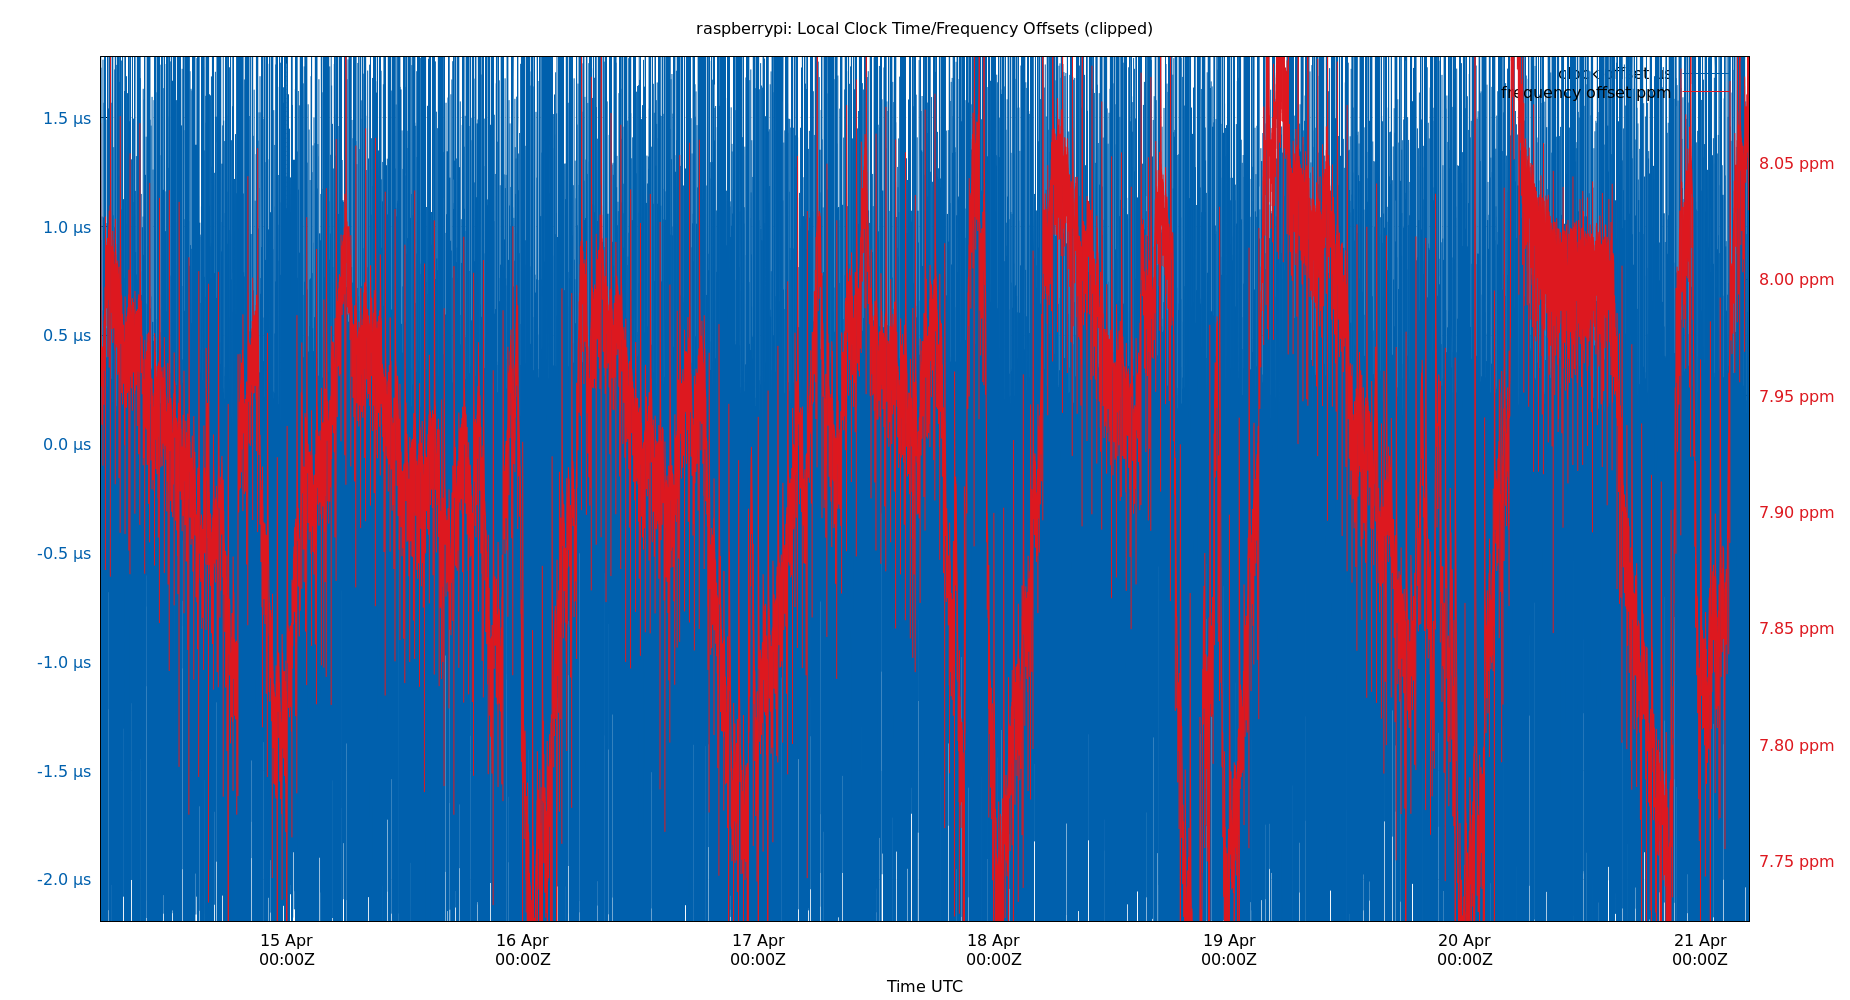 raspberrypi: Local Clock Time/Frequency Offsets (clipped)
clock offset µs
frequency offset ppm
1.5 µs
1.0 µs
0.5 µs
0.0 µs
-0.5 µs
-1.0 µs
-1.5 µs
-2.0 µs
8.05 ppm
8.00 ppm
7.95 ppm
7.90 ppm
7.85 ppm
7.80 ppm
7.75 ppm
15 Apr
00:00Z
16 Apr
00:00Z
17 Apr
00:00Z
18 Apr
00:00Z
19 Apr
00:00Z
20 Apr
00:00Z
21 Apr
00:00Z
Time UTC